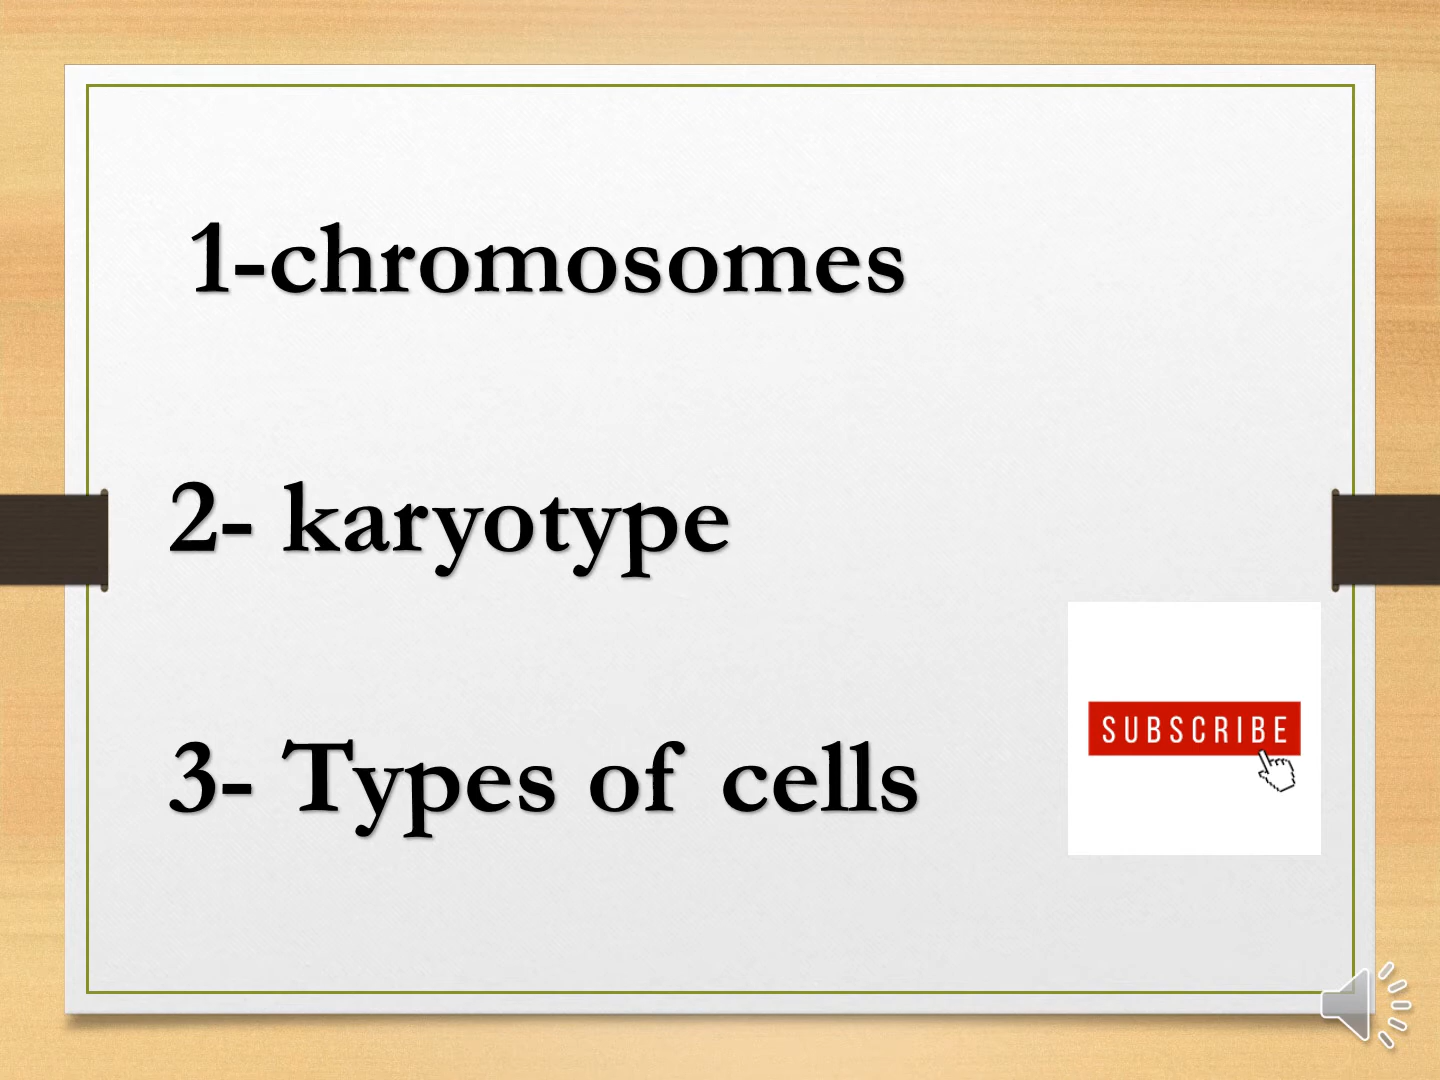 1-chromosomes
2- karyotype
3- Types of cells
SUBSCRIBE